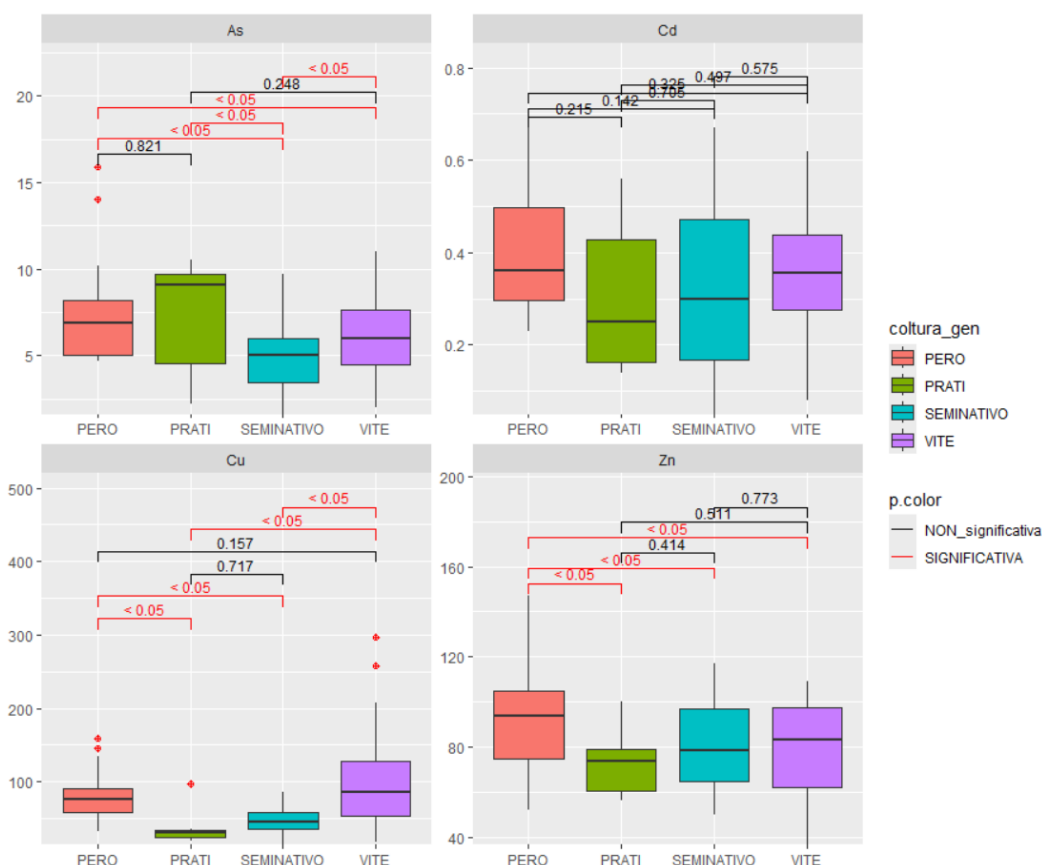 As
Cd
< 0.05
0.248
< 0.05
< 0.05
< 0.05
0.821
20
15
10
5
0.575
0.497
0.325
0.705
0.142
0.215
0.8
0.6
0.4
0.2
PERO PRATI SEMINATIVO VITE
PERO PRATI SEMINATIVO VITE
Cu
Zn
< 0.05
< 0.05
0.157
0.717
< 0.05
< 0.05
500
400
300
200
100
0.773
0.511
< 0.05
0.414
< 0.05
< 0.05
200
160
120
80
40
PERO PRATI SEMINATIVO VITE
PERO PRATI SEMINATIVO VITE
coltura_gen
PERO
PRATI
SEMINATIVO
VITE
p.color
NON_significativa
SIGNIFICATIVA